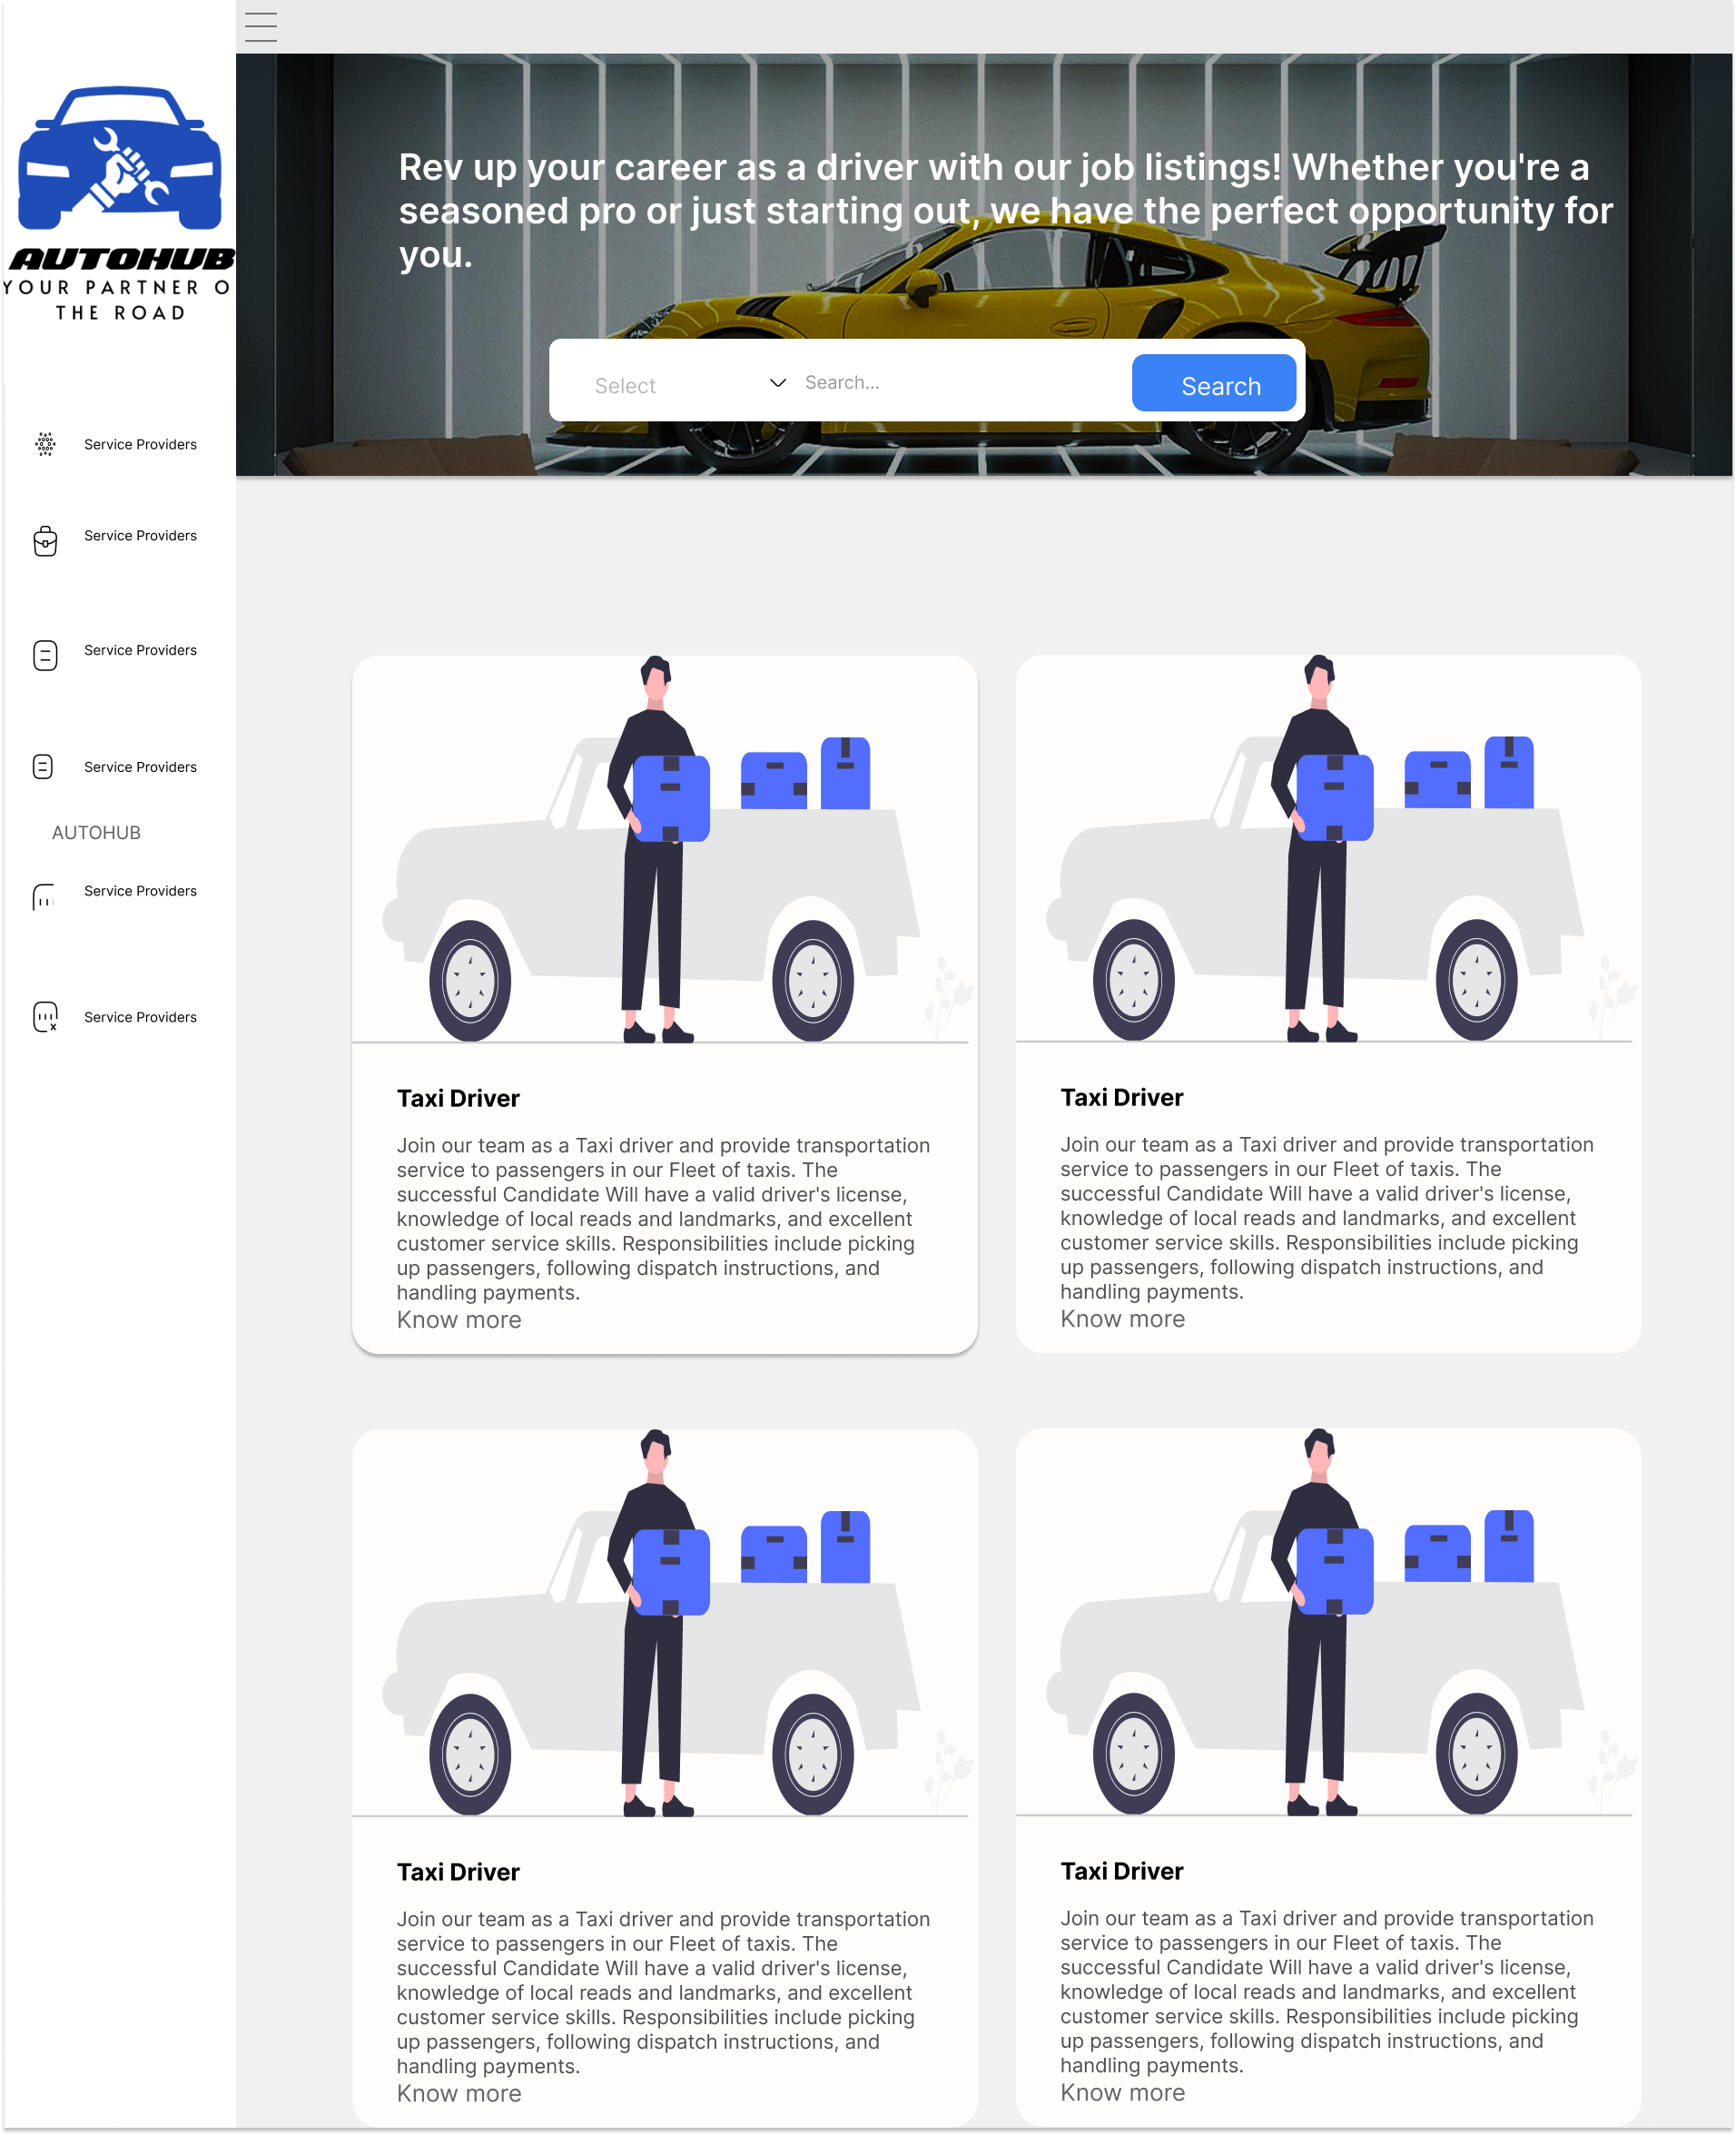 AUTOHUB
YOUR PARTNER O
THE ROAD
Service Providers
Service Providers
Service Providers
Service Providers
AUTOHUB
Service Providers
Service Providers
Rev up your career as a driver with our job listings! Whether you're a
seasoned pro or just starting out, we have the perfect opportunity for
you.
Select
Search...
Search
Taxi Driver
Join our team as a Taxi driver and provide transportation
service to passengers in our Fleet of taxis. The
successful Candidate Will have a valid driver's license,
knowledge of local reads and landmarks, and excellent
customer service skills. Responsibilities include picking
up passengers, following dispatch instructions, and
handling payments.
Know more
Taxi Driver
Join our team as a Taxi driver and provide transportation
service to passengers in our Fleet of taxis. The
successful Candidate Will have a valid driver's license,
knowledge of local reads and landmarks, and excellent
customer service skills. Responsibilities include picking
up passengers, following dispatch instructions, and
handling payments.
Know more
Taxi Driver
Join our team as a Taxi driver and provide transportation
service to passengers in our Fleet of taxis. The
successful Candidate Will have a valid driver's license,
knowledge of local reads and landmarks, and excellent
customer service skills. Responsibilities include picking
up passengers, following dispatch instructions, and
handling payments.
Know more
Taxi Driver
Join our team as a Taxi driver and provide transportation
service to passengers in our Fleet of taxis. The
successful Candidate Will have a valid driver's license,
knowledge of local reads and landmarks, and excellent
customer service skills. Responsibilities include picking
up passengers, following dispatch instructions, and
handling payments.
Know more